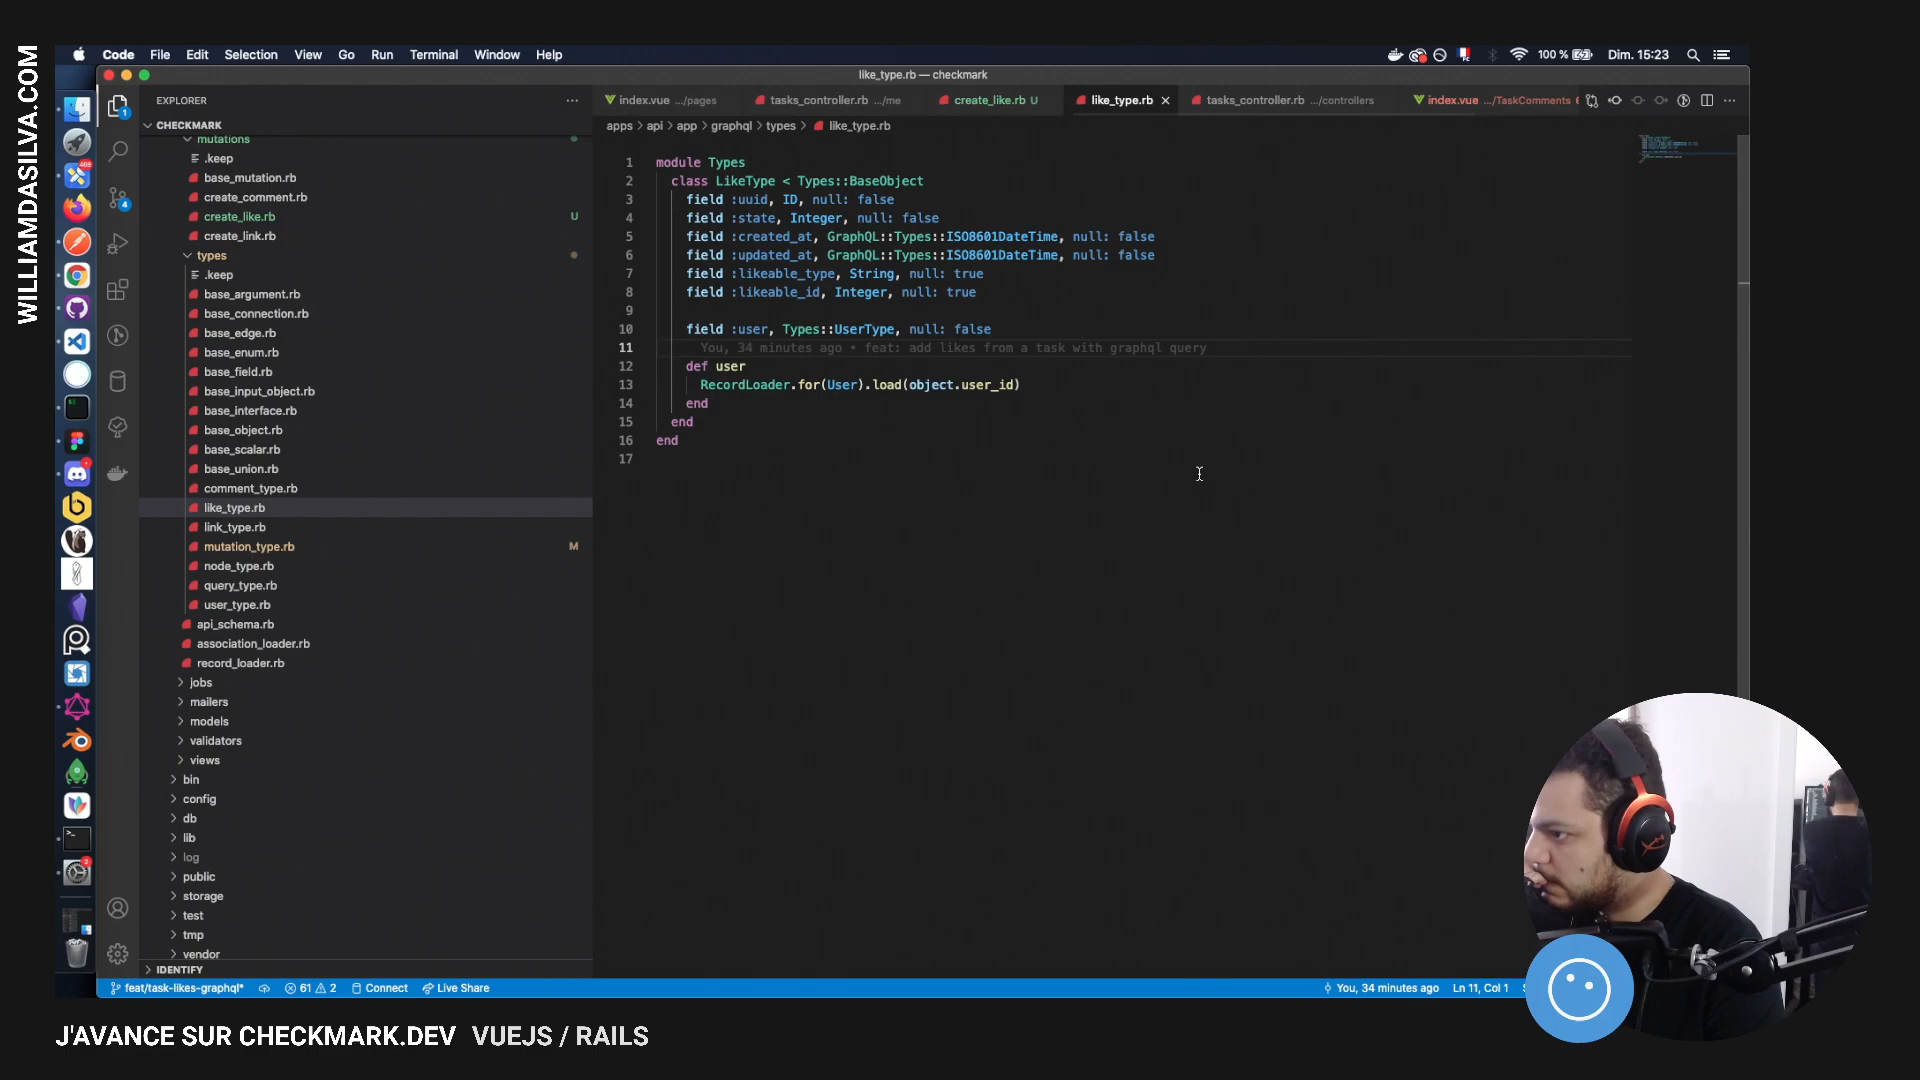 WILLIAMDASILVA.COM
Code File Edit Selection View Go Run Terminal Window Help
100 % Dim. 15:23
like_type.rb — checkmark
EXPLORER
index.vue .../pages
tasks_controller.rb .../me
create_like.rb U
like_type.rb
tasks_controller.rb .../controllers
index.vue .../TaskComments 6
CHECKMARK
apps > api > app > graphql > types > like_type.rb
mutations
.keep
base_mutation.rb
create_comment.rb
create_like.rb U
create_link.rb
types
.keep
base_argument.rb
base_connection.rb
base_edge.rb
base_enum.rb
base_field.rb
base_input_object.rb
base_interface.rb
base_object.rb
base_scalar.rb
base_union.rb
comment_type.rb
like_type.rb
link_type.rb
mutation_type.rb M
node_type.rb
query_type.rb
user_type.rb
api_schema.rb
association_loader.rb
record_loader.rb
jobs
mailers
models
validators
views
bin
config
db
lib
log
public
storage
test
tmp
vendor
IDENTIFY
1 module Types
2 class LikeType < Types::BaseObject
3 field :uuid, ID, null: false
4 field :state, Integer, null: false
5 field :created_at, GraphQL::Types::ISO8601DateTime, null: false
6 field :updated_at, GraphQL::Types::ISO8601DateTime, null: false
7 field :likeable_type, String, null: true
8 field :likeable_id, Integer, null: true
9
10 field :user, Types::UserType, null: false
11 You, 34 minutes ago • feat: add likes from a task with graphql query
12 def user
13 RecordLoader.for(User).load(object.user_id)
14 end
15 end
16 end
17
feat/task-likes-graphql* 61 2 Connect Live Share
You, 34 minutes ago Ln 11, Col 1
J'AVANCE SUR CHECKMARK.DEV VUEJS / RAILS